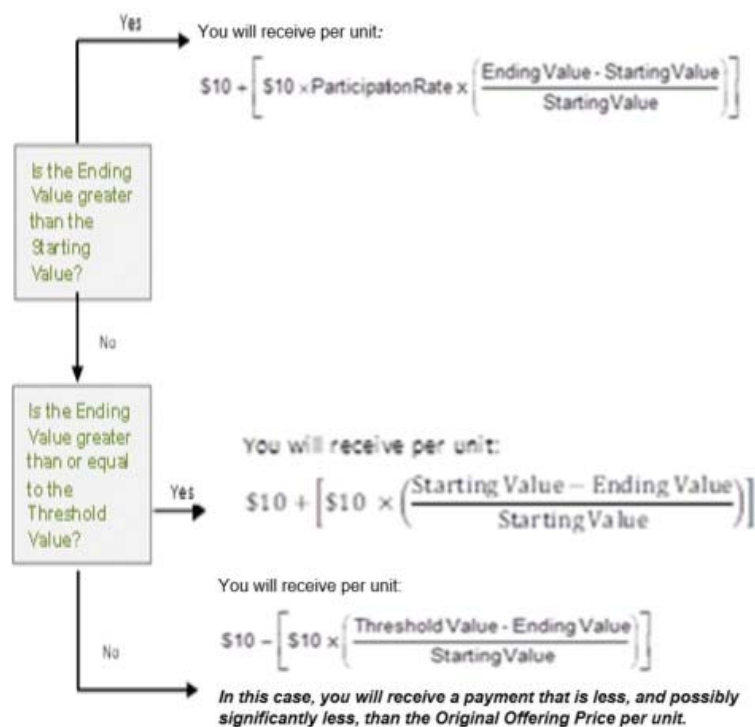 Yes
You will receive per unit:
$10 + [ $10 × Participation Rate × ( Ending Value - Starting Value / Starting Value ) ]
Is the Ending
Value greater
than the
Starting
Value?
No
Is the Ending
Value greater
than or equal
to the
Threshold
Value?
Yes
You will receive per unit:
$10 + [ $10 × ( Starting Value – Ending Value / Starting Value ) ]
You will receive per unit:
$10 – [ $10 × ( Threshold Value - Ending Value / Starting Value ) ]
No
In this case, you will receive a payment that is less, and possibly
significantly less, than the Original Offering Price per unit.